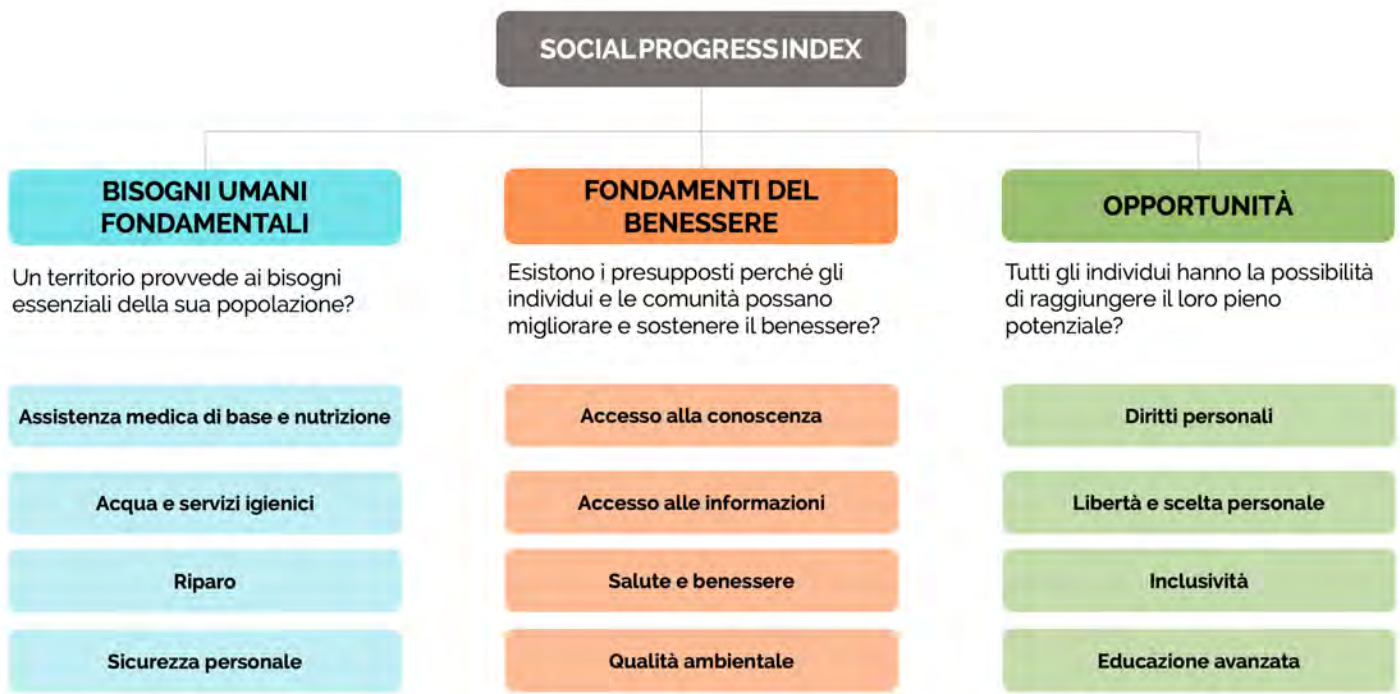 SOCIAL PROGRESS INDEX
BISOGNI UMANI
FONDAMENTALI
Un territorio provvede ai bisogni
essenziali della sua popolazione?
Assistenza medica di base e nutrizione
Acqua e servizi igienici
Riparo
Sicurezza personale
FONDAMENTI DEL
BENESSERE
Esistono i presupposti perché gli
individui e le comunità possano
migliorare e sostenere il benessere?
Accesso alla conoscenza
Accesso alle informazioni
Salute e benessere
Qualità ambientale
OPPORTUNITÀ
Tutti gli individui hanno la possibilità
di raggiungere il loro pieno
potenziale?
Diritti personali
Libertà e scelta personale
Inclusività
Educazione avanzata